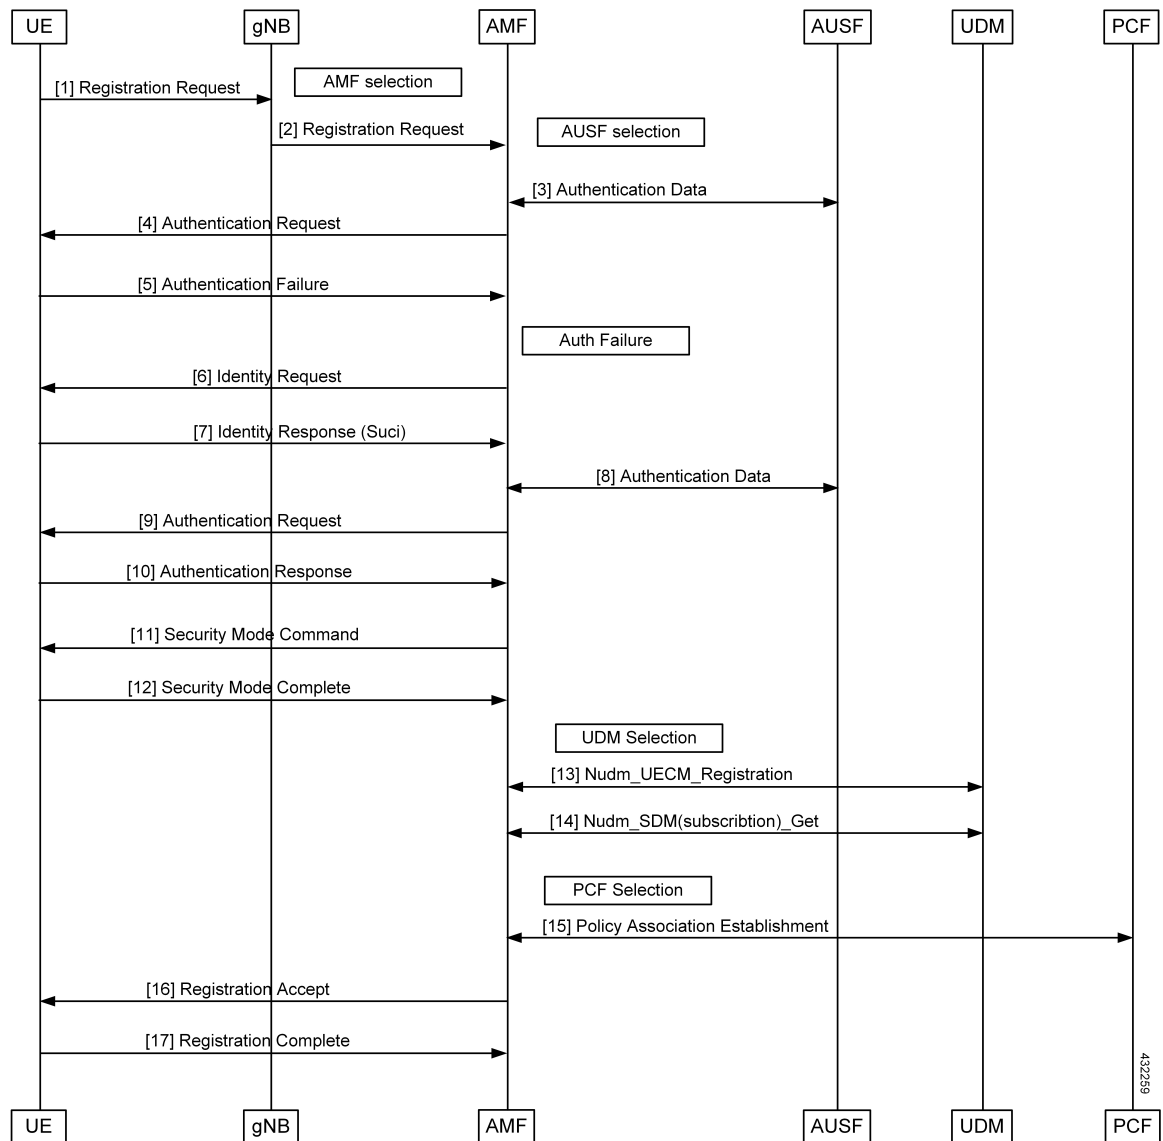 UE
gNB
AMF
AUSF
UDM
PCF
AMF selection
[1] Registration Request
[2] Registration Request
AUSF selection
[3] Authentication Data
[4] Authentication Request
[5] Authentication Failure
Auth Failure
[6] Identity Request
[7] Identity Response (Suci)
[8] Authentication Data
[9] Authentication Request
[10] Authentication Response
[11] Security Mode Command
[12] Security Mode Complete
UDM Selection
[13] Nudm_UECM_Registration
[14] Nudm_SDM(subscribtion)_Get
PCF Selection
[15] Policy Association Establishment
[16] Registration Accept
[17] Registration Complete
432259
UE
gNB
AMF
AUSF
UDM
PCF